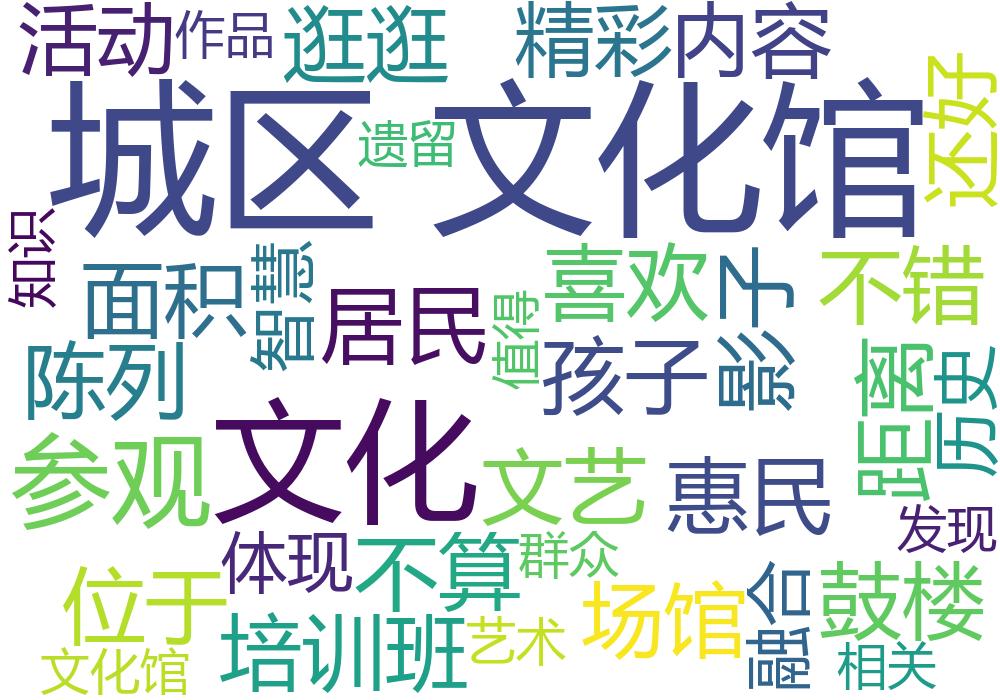 活动
作品
逛逛
精彩
内容
还好
城区
文化馆
遗留
知识
面积
智慧
居民
喜欢
值得
影子
不错
陈列
孩子
距离
历史
参观
文化
文艺
惠民
发现
体现
不算
群众
融合
鼓楼
位于
培训班
艺术
场馆
文化馆
相关